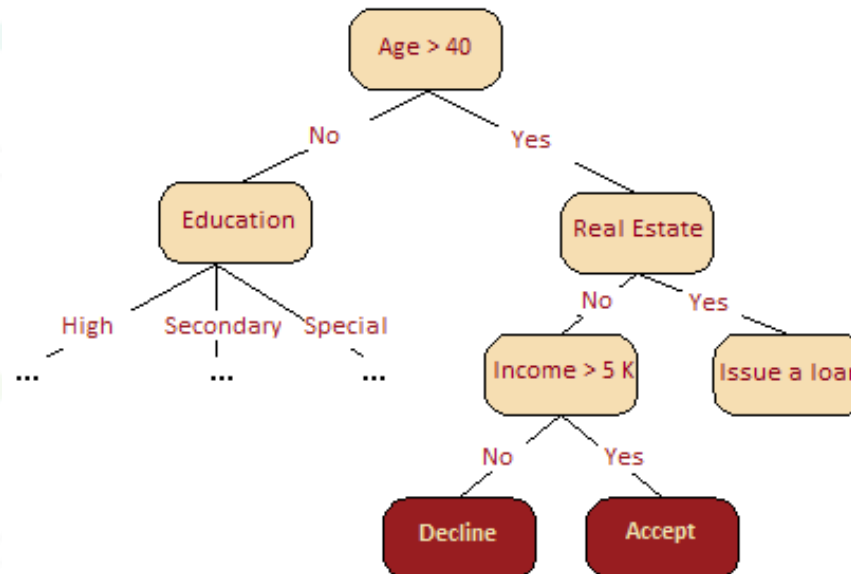 Age > 40
No
Yes
Education
Real Estate
High
Secondary
Special
No
Yes
...
...
...
Income > 5 K
Issue a loan
No
Yes
Decline
Accept